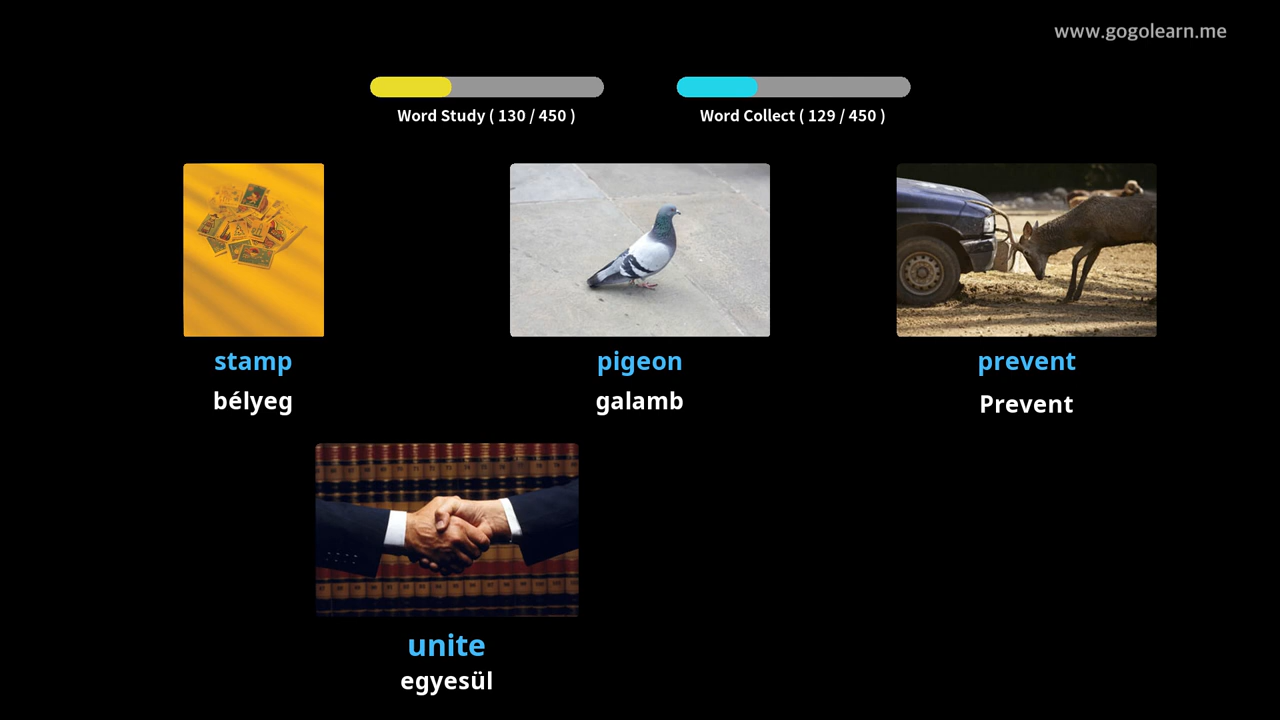 www.gogolearn.me
Word Study ( 130 / 450 )
Word Collect ( 129 / 450 )
stamp
bélyeg
pigeon
galamb
prevent
Prevent
unite
egyesül